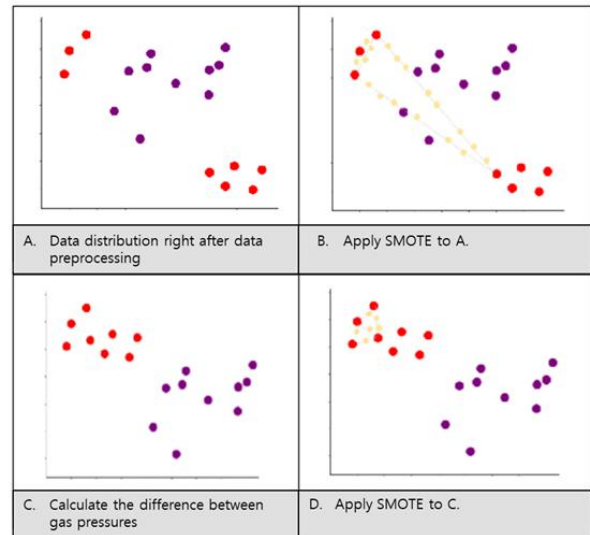 A. Data distribution right after data
preprocessing
B. Apply SMOTE to A.
C. Calculate the difference between
gas pressures
D. Apply SMOTE to C.